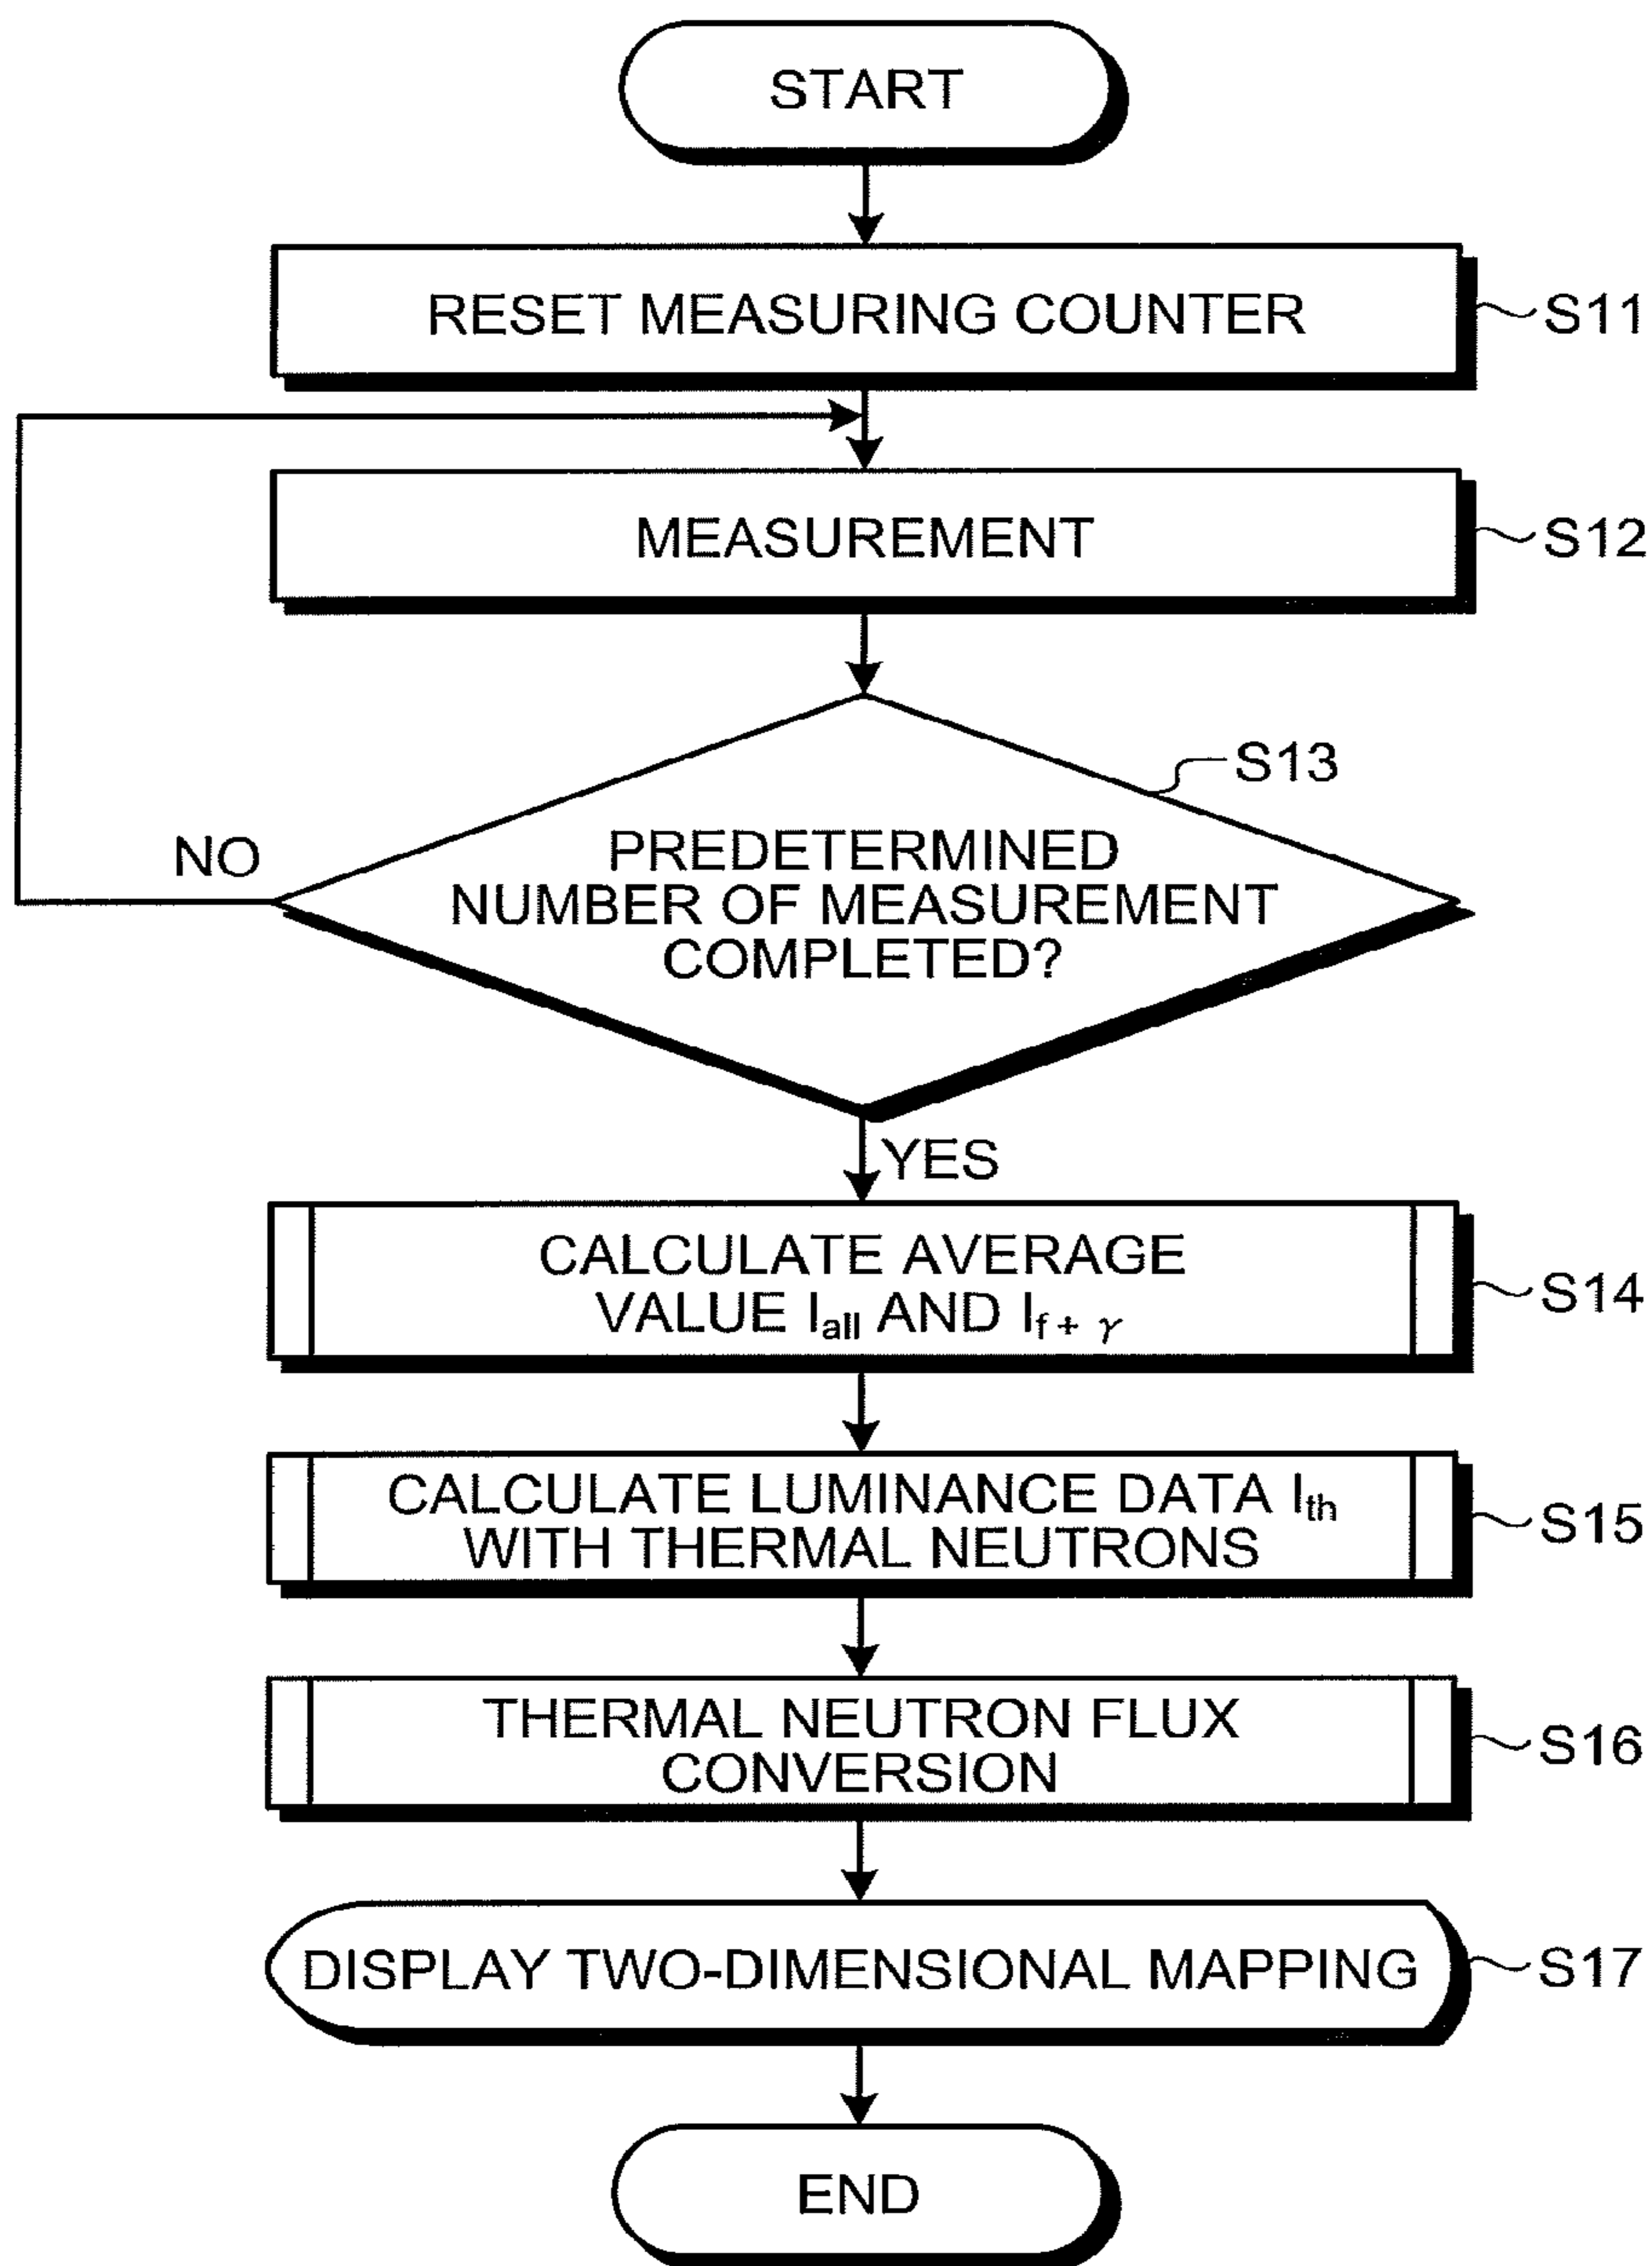 START
RESET MEASURING COUNTER
S11
MEASUREMENT
S12
S13
PREDETERMINED
NUMBER OF MEASUREMENT
COMPLETED?
NO
YES
CALCULATE AVERAGE
VALUE Iall AND If + γ
S14
CALCULATE LUMINANCE DATA Ith
WITH THERMAL NEUTRONS
S15
THERMAL NEUTRON FLUX
CONVERSION
S16
DISPLAY TWO-DIMENSIONAL MAPPING
S17
END